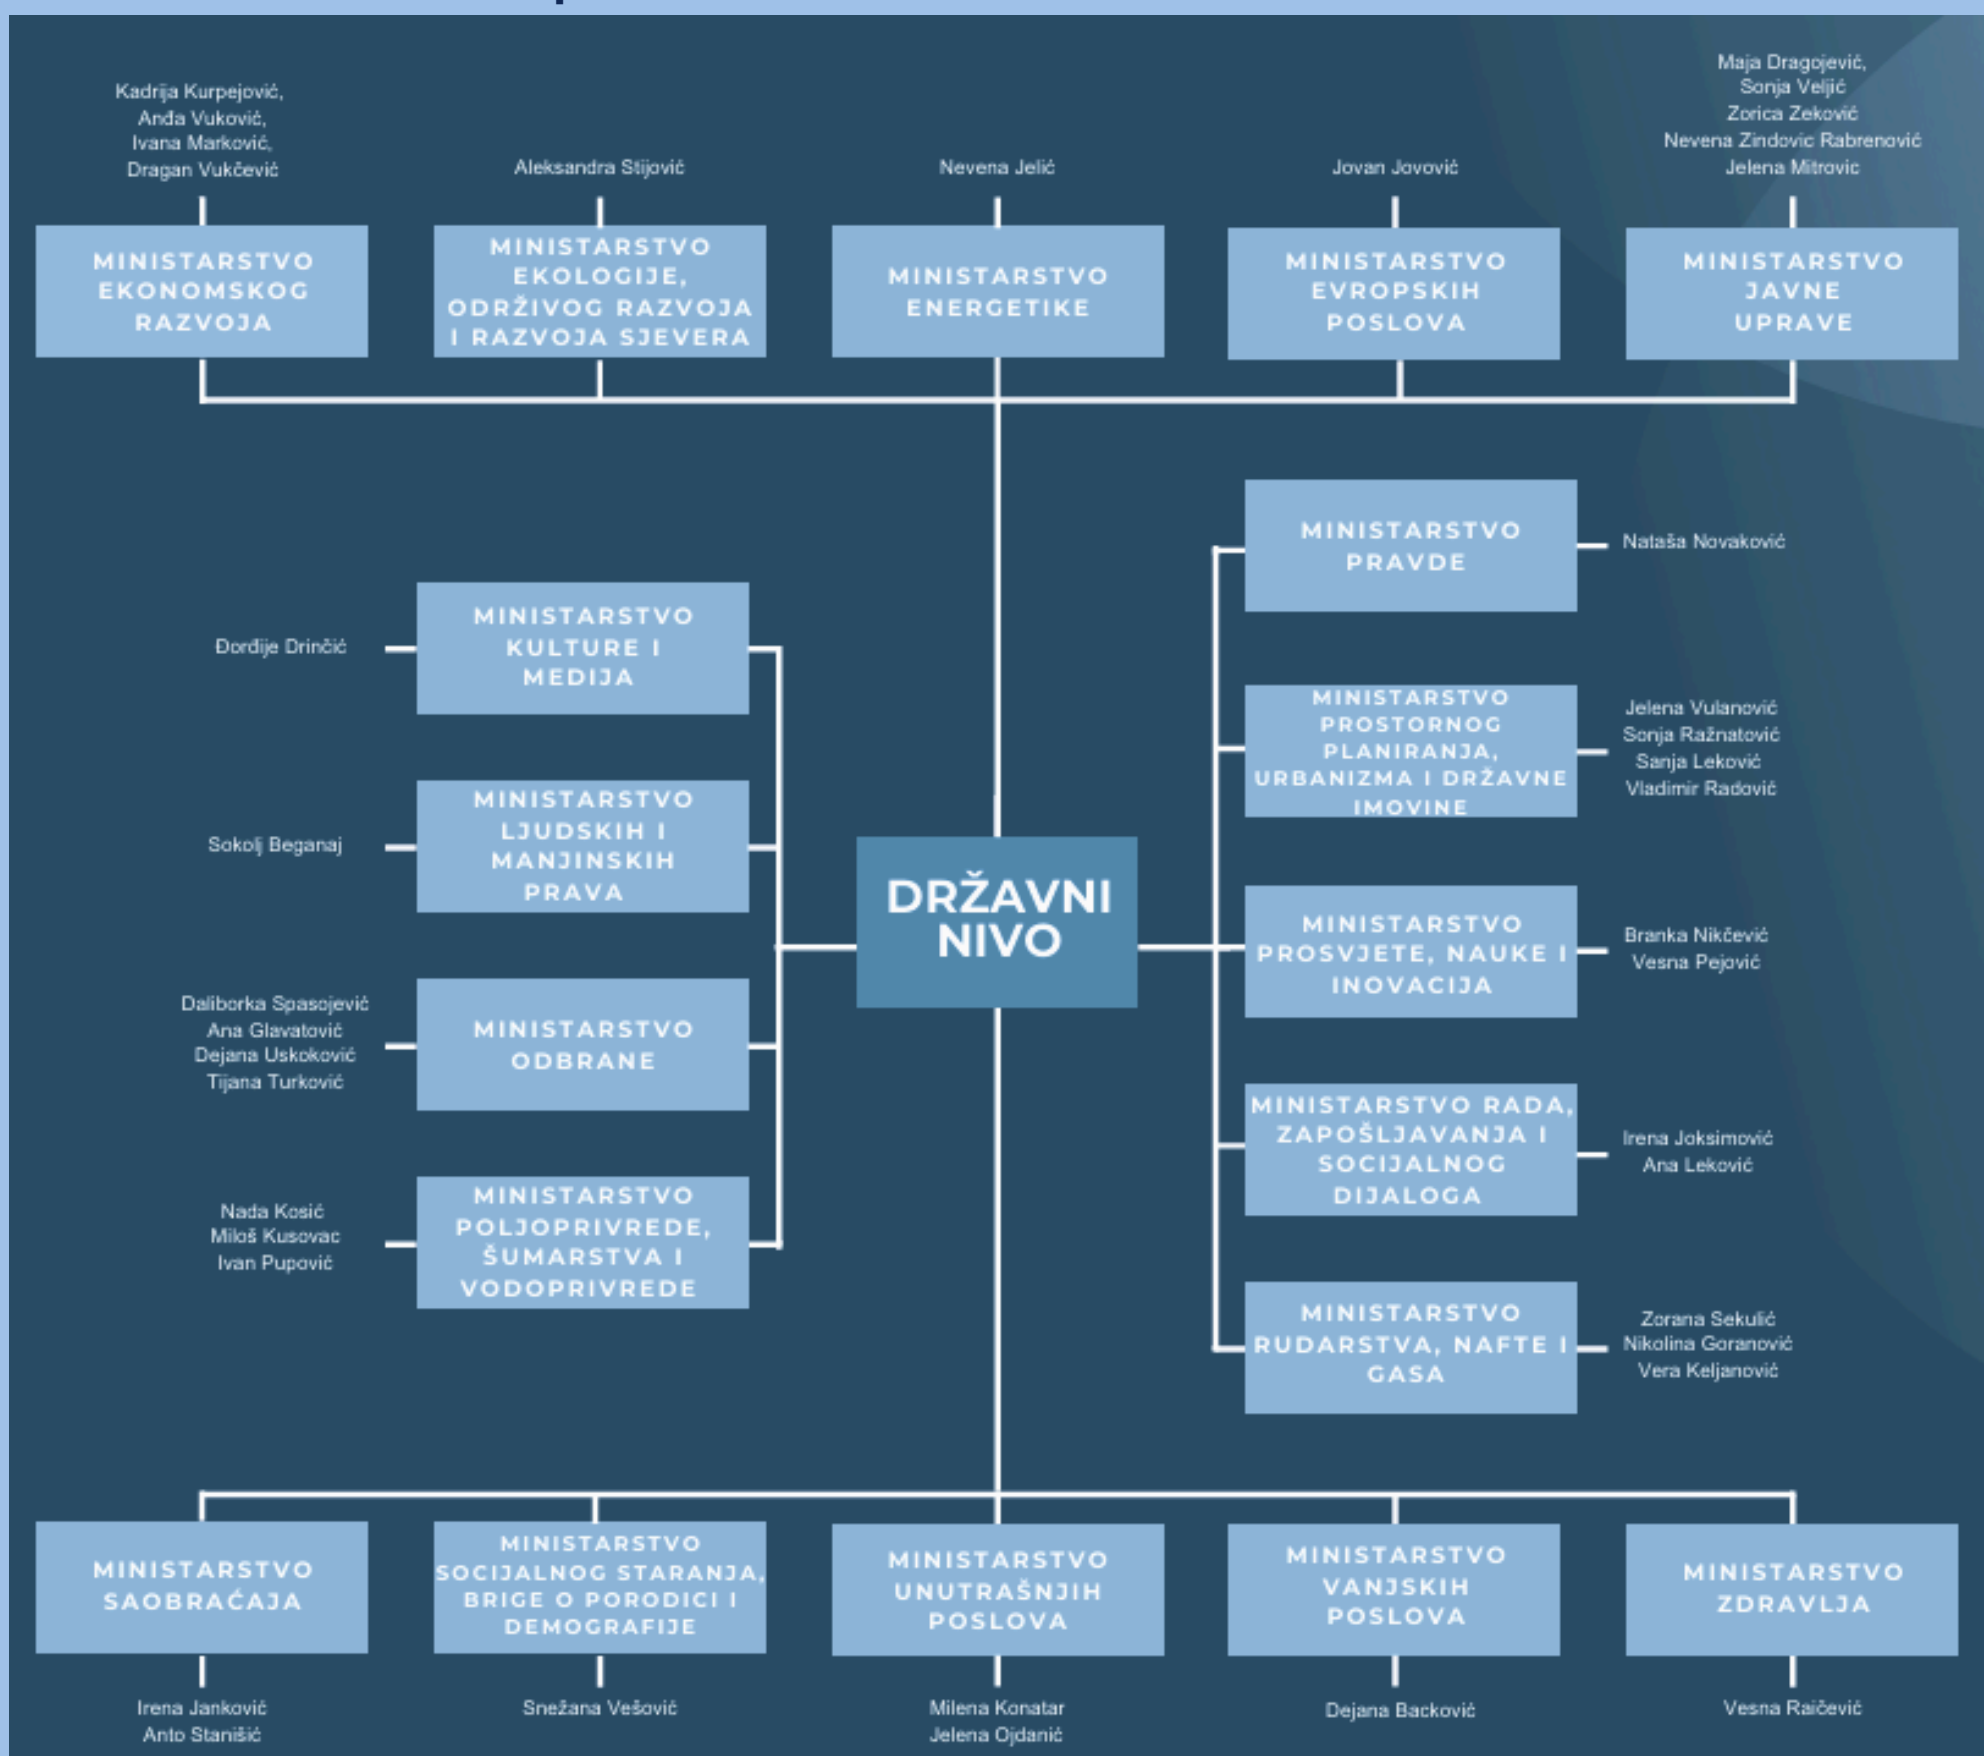 Kadrija Kurpejović,
Anđa Vuković,
Ivana Marković,
Dragan Vukčević
Aleksandra Stijović
Nevena Jelić
Jovan Jovović
Maja Dragojević,
Sonja Veljić
Zorica Zeković
Nevena Zindovic Rabrenović
Jelena Mitrovic
MINISTARSTVO
EKONOMSKOG
RAZVOJA
MINISTARSTVO
EKOLOGIJE,
ODRŽIVOG RAZVOJA
I RAZVOJA SJEVERA
MINISTARSTVO
ENERGETIKE
MINISTARSTVO
EVROPSKIH
POSLOVA
MINISTARSTVO
JAVNE
UPRAVE
Đorđije Drinčić
MINISTARSTVO
KULTURE I
MEDIJA
Sokolj Beganaj
MINISTARSTVO
LJUDSKIH I
MANJINSKIH
PRAVA
Daliborka Spasojević
Ana Glavatović
Dejana Uskoković
Tijana Turković
MINISTARSTVO
ODBRANE
Nada Kosić
Miloš Kusovac
Ivan Pupović
MINISTARSTVO
POLJOPRIVREDE,
ŠUMARSTVA I
VODOPRIVREDE
DRŽAVNI
NIVO
MINISTARSTVO
PRAVDE
Nataša Novaković
MINISTARSTVO
PROSTORNOG
PLANIRANJA,
URBANIZMA I DRŽAVNE
IMOVINE
Jelena Vulanović
Sonja Ražnatović
Sanja Leković
Vladimir Radović
MINISTARSTVO
PROSVJETE, NAUKE I
INOVACIJA
Branka Nikčević
Vesna Pejović
MINISTARSTVO RADA,
ZAPOŠLJAVANJA I
SOCIJALNOG
DIJALOGA
Irena Joksimović
Ana Leković
MINISTARSTVO
RUDARSTVA, NAFTE I
GASA
Zorana Sekulić
Nikolina Goranović
Vera Keljanović
MINISTARSTVO
SAOBRAĆAJA
MINISTARSTVO
SOCIJALNOG STARANJA,
BRIGE O PORODICI I
DEMOGRAFIJE
MINISTARSTVO
UNUTRAŠNJIH
POSLOVA
MINISTARSTVO
VANJSKIH
POSLOVA
MINISTARSTVO
ZDRAVLJA
Irena Janković
Anto Stanišić
Snežana Vešović
Milena Konatar
Jelena Ojdanić
Dejana Backović
Vesna Raičević